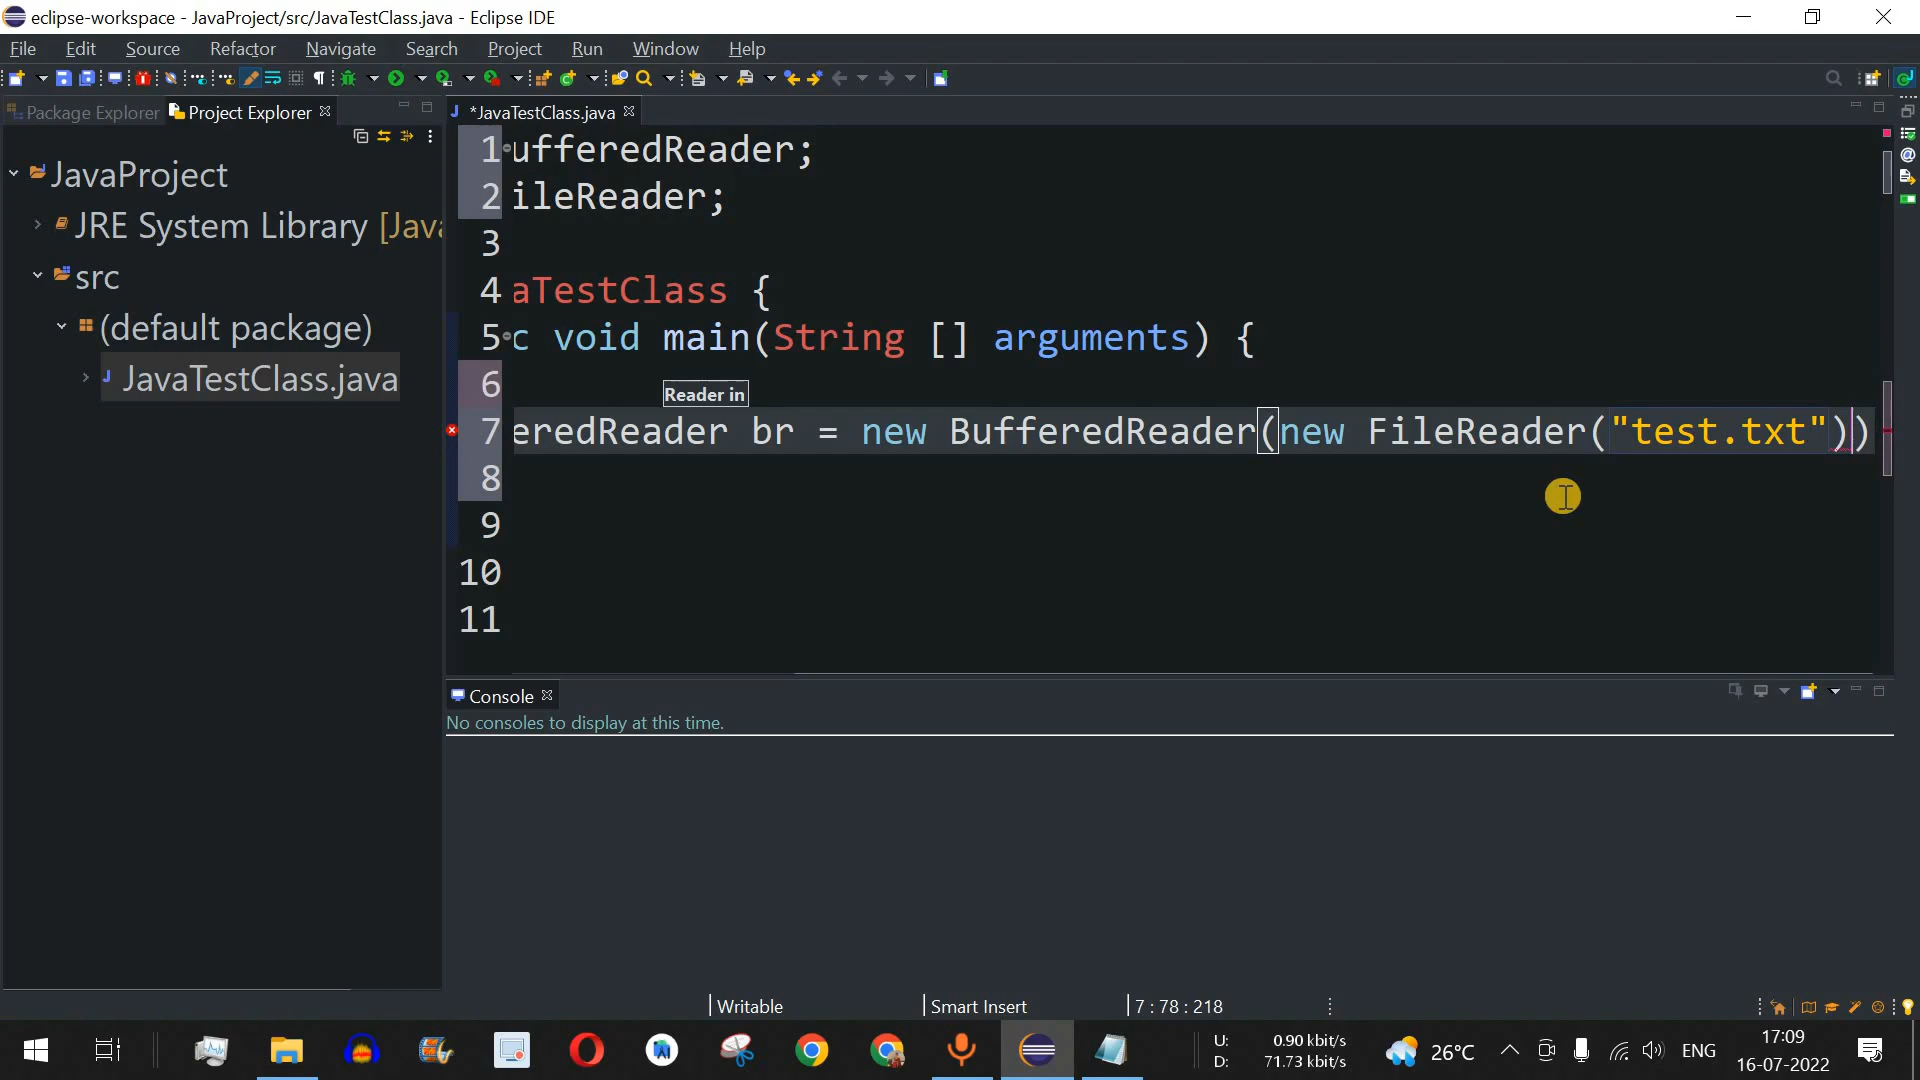 eclipse-workspace - JavaProject/src/JavaTestClass.java - Eclipse IDE
File Edit Source Refactor Navigate Search Project Run Window Help
Package Explorer Project Explorer
*JavaTestClass.java
JavaProject
JRE System Library [Java
src
(default package)
JavaTestClass.java
1 ufferedReader;
2 ileReader;
3
4 aTestClass {
5 c void main(String [] arguments) {
6
Reader in
7 eredReader br = new BufferedReader(new FileReader("test.txt"))
8
9
10
11
Console
No consoles to display at this time.
Writable Smart Insert 7 : 78 : 218
U: 0.90 kbit/s
D: 71.73 kbit/s
26°C
ENG
17:09
16-07-2022